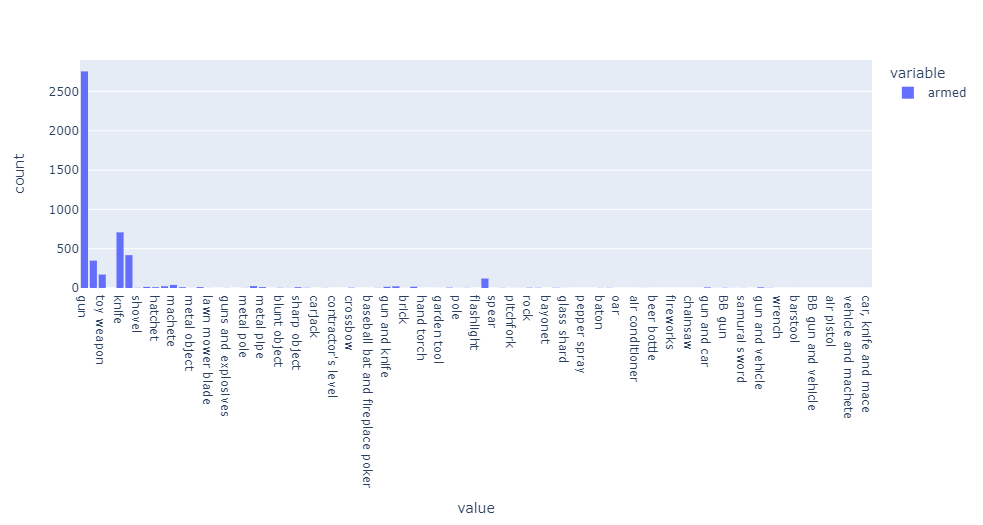 variable
armed
2500
2000
1500
1000
500
0
count
gun
toy weapon
knife
shovel
hatchet
machete
metal object
lawn mower blade
guns and explosives
metal pole
metal pipe
blunt object
sharp object
carjack
contractor's level
crossbow
baseball bat and fireplace poker
gun and knife
brick
hand torch
garden tool
pole
flashlight
spear
pitchfork
rock
bayonet
glass shard
pepper spray
baton
oar
air conditioner
beer bottle
fireworks
chainsaw
gun and car
BB gun
samurai sword
gun and vehicle
wrench
barstool
BB gun and vehicle
air pistol
vehicle and machete
car, knife and mace
value